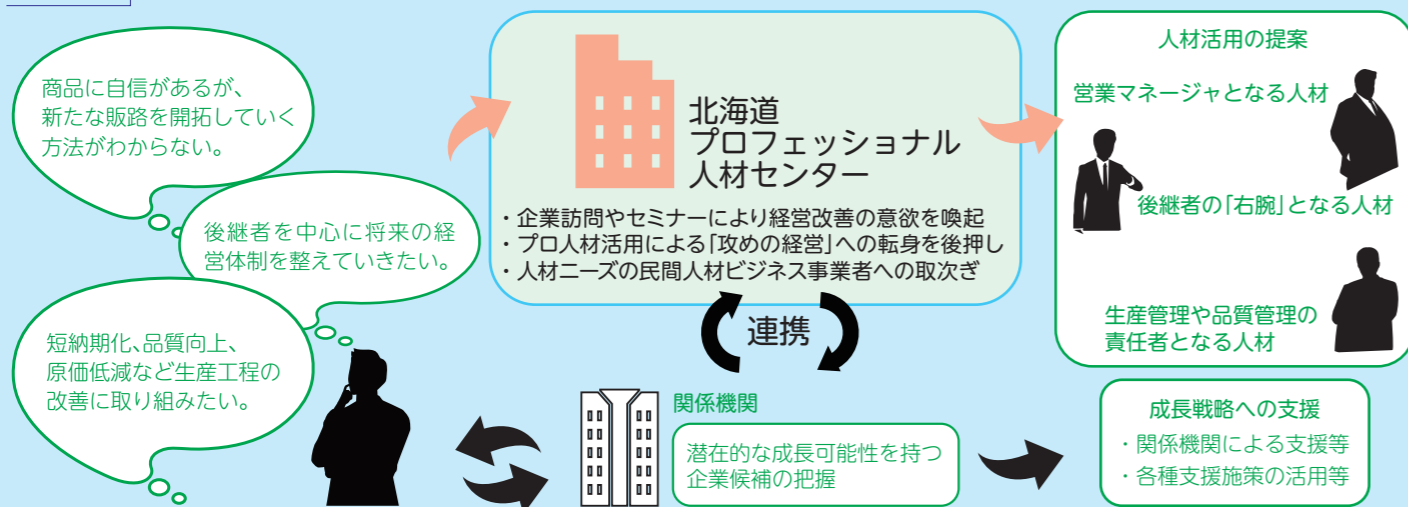 商品に自信があるが、
新たな販路を開拓していく
方法がわからない。
後継者を中心に将来の経
営体制を整えていきたい。
短納期化、品質向上、
原価低減など生産工程の
改善に取り組みたい。
北海道
プロフェッショナル
人材センター
・企業訪問やセミナーにより経営改善の意欲を喚起
・プロ人材活用による「攻めの経営」への転身を後押し
・人材ニーズの民間人材ビジネス事業者への取次ぎ
連携
関係機関
潜在的な成長可能性を持つ
企業候補の把握
人材活用の提案
営業マネージャとなる人材
後継者の「右腕」となる人材
生産管理や品質管理の
責任者となる人材
成長戦略への支援
・関係機関による支援等
・各種支援施策の活用等